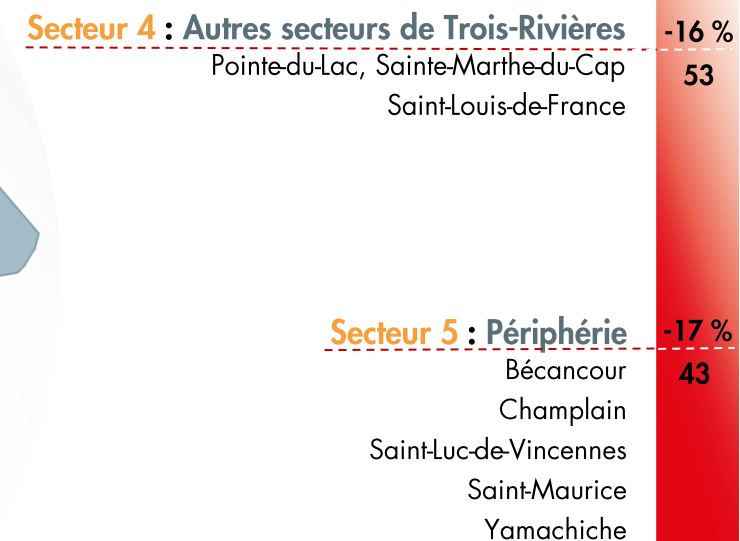 Secteur 4 : Autres secteurs de Trois-Rivières -16 %
Pointe-du-Lac, Sainte-Marthe-du-Cap 53
Saint-Louis-de-France
Secteur 5 : Périphérie -17 %
Bécancour 43
Champlain
Saint-Luc-de-Vincennes
Saint-Maurice
Yamachiche